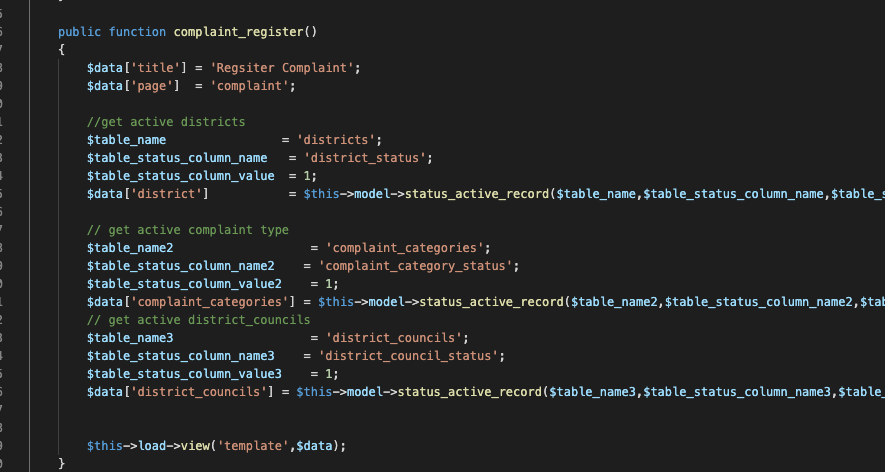 public function complaint_register()
{
$data['title'] = 'Regsiter Complaint';
$data['page'] = 'complaint';
//get active districts
$table_name = 'districts';
$table_status_column_name = 'district_status';
$table_status_column_value = 1;
$data['district'] = $this->model->status_active_record($table_name,$table_status_column_name,$table_s
// get active complaint type
$table_name2 = 'complaint_categories';
$table_status_column_name2 = 'complaint_category_status';
$table_status_column_value2 = 1;
$data['complaint_categories'] = $this->model->status_active_record($table_name2,$table_status_column_name2,$tab
// get active district_councils
$table_name3 = 'district_councils';
$table_status_column_name3 = 'district_council_status';
$table_status_column_value3 = 1;
$data['district_councils'] = $this->model->status_active_record($table_name3,$table_status_column_name3,$table_
$this->load->view('template',$data);
}